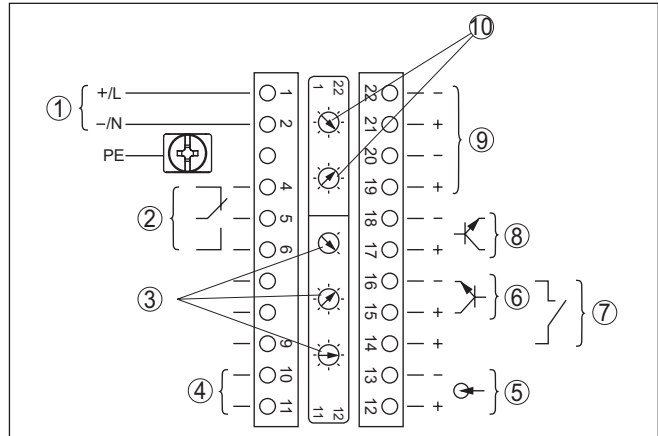 ⑩
① +/L 1 1 22 22 −
−/N 2 21 + ⑨
PE 20 −
4 19 +
② 5 18 − ⑧
6 17 +
16 − ⑥ ⑦
③ 15 +
9 14 +
④ 10 13 − ⑤
11 11 12 12 +